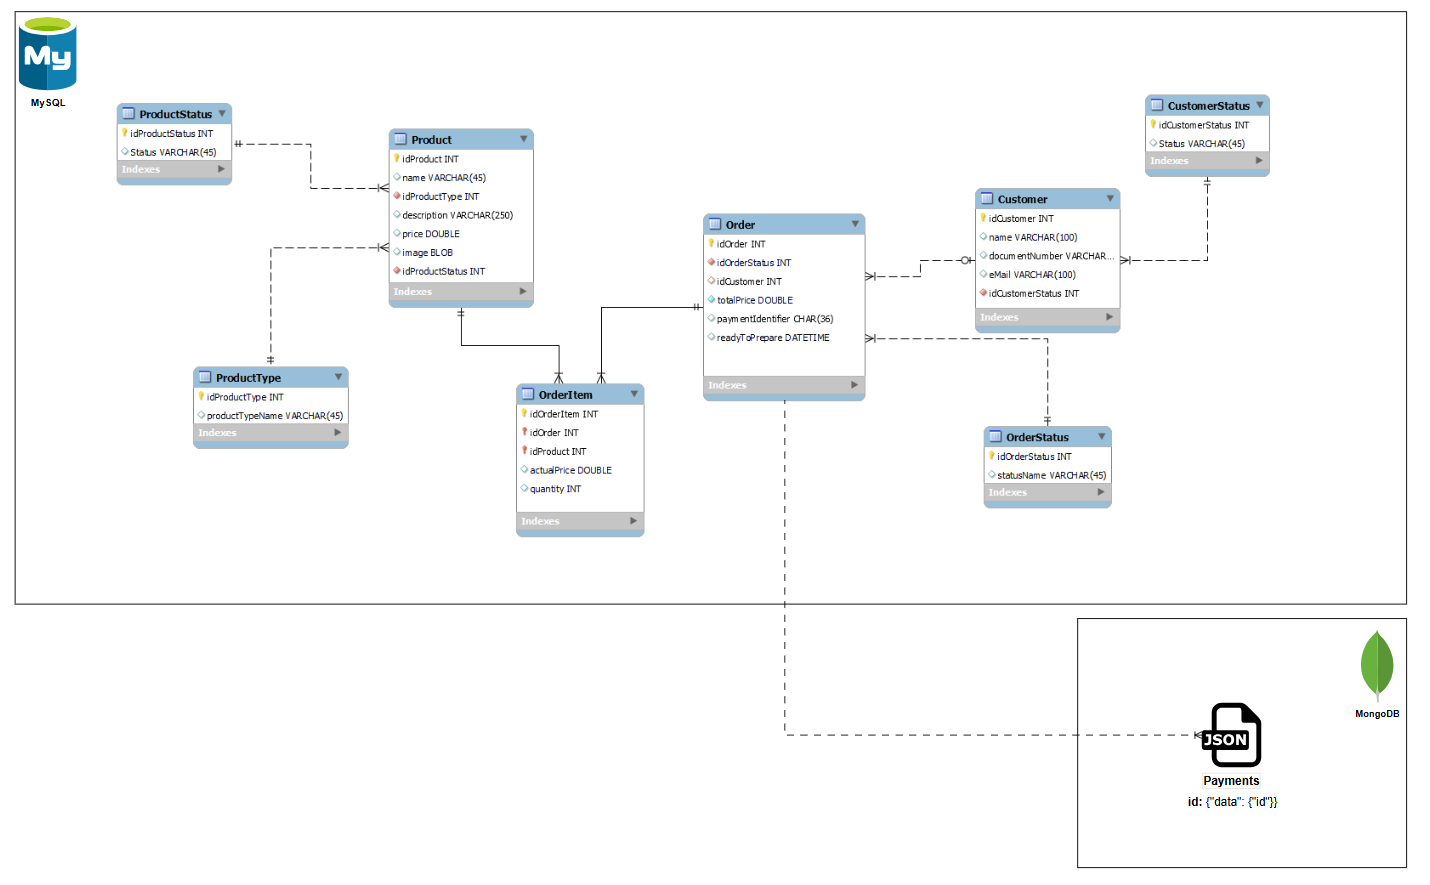 My
MySQL
ProductStatus
idProductStatus INT
Status VARCHAR(45)
Indexes
Product
idProduct INT
name VARCHAR(45)
idProductType INT
description VARCHAR(250)
price DOUBLE
image BLOB
idProductStatus INT
Indexes
ProductType
idProductType INT
productTypeName VARCHAR(45)
Indexes
OrderItem
idOrderItem INT
idOrder INT
idProduct INT
actualPrice DOUBLE
quantity INT
Indexes
Order
idOrder INT
idOrderStatus INT
idCustomer INT
totalPrice DOUBLE
paymentIdentifier CHAR(36)
readyToPrepare DATETIME
Indexes
Customer
idCustomer INT
name VARCHAR(100)
documentNumber VARCHAR...
eMail VARCHAR(100)
idCustomerStatus INT
Indexes
CustomerStatus
idCustomerStatus INT
Status VARCHAR(45)
Indexes
OrderStatus
idOrderStatus INT
statusName VARCHAR(45)
Indexes
MongoDB
JSON
Payments
id: {"data": {"id"}}